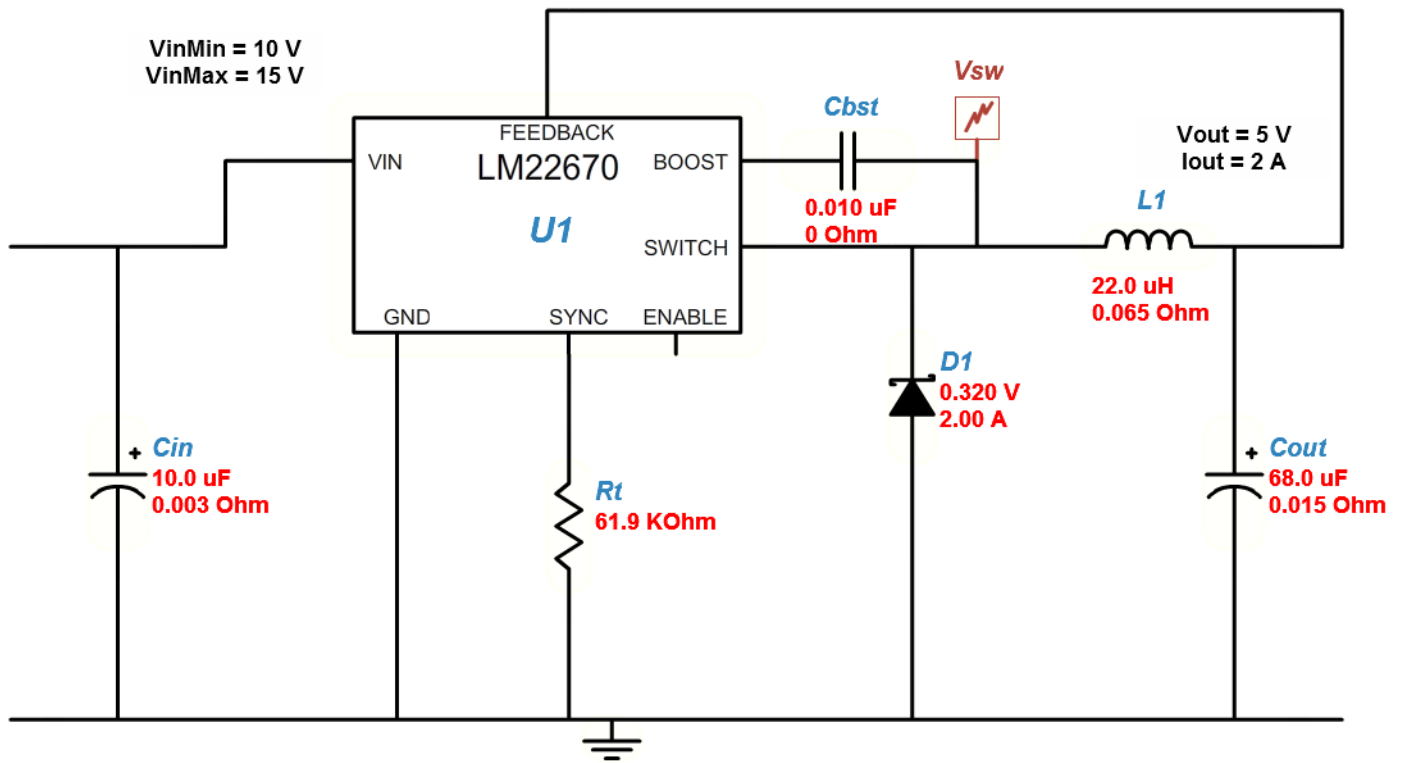 VinMin = 10 V
VinMax = 15 V
Vsw
Cbst
FEEDBACK
VIN
LM22670
BOOST
Vout = 5 V
Iout = 2 A
0.010 uF
0 Ohm
L1
U1
SWITCH
22.0 uH
0.065 Ohm
GND
SYNC
ENABLE
D1
0.320 V
2.00 A
+
Cin
10.0 uF
0.003 Ohm
Rt
61.9 KOhm
+
Cout
68.0 uF
0.015 Ohm